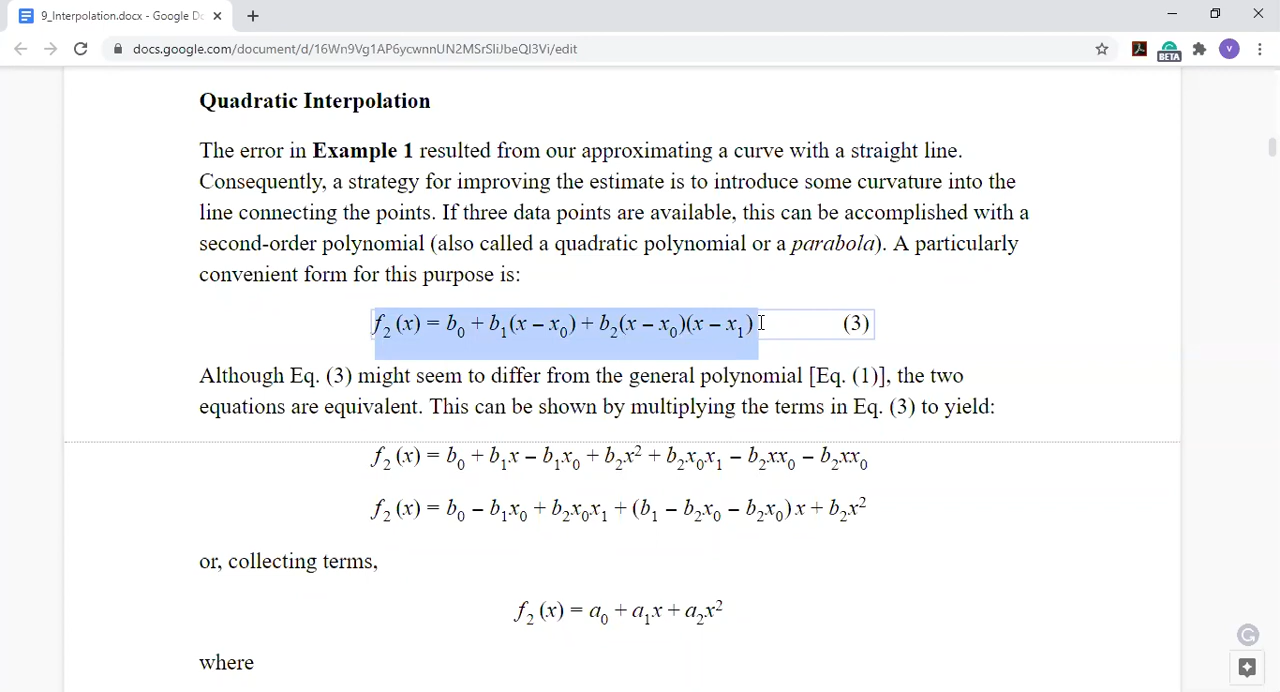 9_Interpolation.docx - Google Do
docs.google.com/document/d/16Wn9Vg1AP6ycwnnUN2MSrSliJbeQI3Vi/edit
BETA
V
Quadratic Interpolation
The error in Example 1 resulted from our approximating a curve with a straight line.
Consequently, a strategy for improving the estimate is to introduce some curvature into the
line connecting the points. If three data points are available, this can be accomplished with a
second-order polynomial (also called a quadratic polynomial or a parabola). A particularly
convenient form for this purpose is:
f₂ (x) = b₀ + b₁(x – x₀) + b₂(x – x₀)(x – x₁) (3)
Although Eq. (3) might seem to differ from the general polynomial [Eq. (1)], the two
equations are equivalent. This can be shown by multiplying the terms in Eq. (3) to yield:
f₂ (x) = b₀ + b₁x – b₁x₀ + b₂x² + b₂x₀x₁ – b₂xx₀ – b₂xx₀
f₂ (x) = b₀ – b₁x₀ + b₂x₀x₁ + (b₁ – b₂x₀ – b₂x₀) x + b₂x²
or, collecting terms,
f₂ (x) = a₀ + a₁x + a₂x²
where